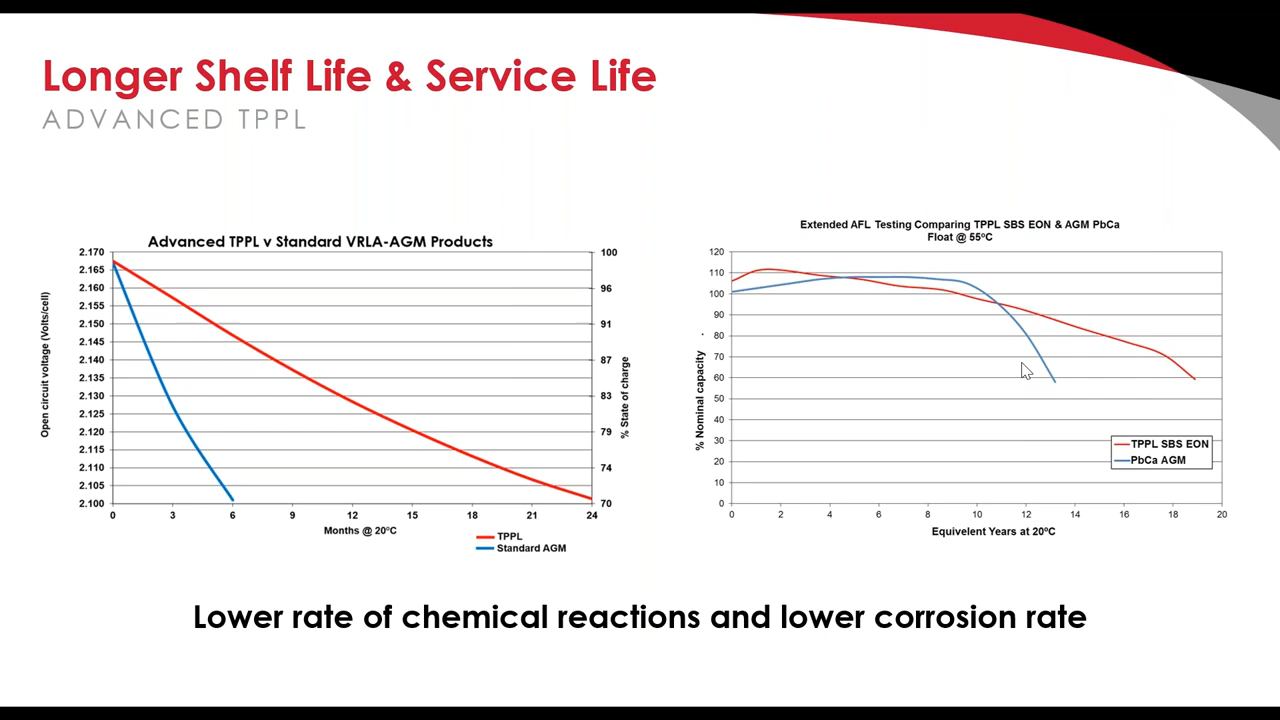 Longer Shelf Life & Service Life
ADVANCED TPPL
Advanced TPPL v Standard VRLA-AGM Products
Open circuit voltage (Volts/cell)
2.170
2.165
2.160
2.155
2.150
2.145
2.140
2.135
2.130
2.125
2.120
2.115
2.110
2.105
2.100
100
96
91
87
83
79
74
70
% State of charge
0 3 6 9 12 15 18 21 24
Months @ 20ºC
TPPL
Standard AGM
Extended AFL Testing Comparing TPPL SBS EON & AGM PbCa
Float @ 55ºC
% Nominal capacity
120
110
100
90
80
70
60
50
40
30
20
10
0
TPPL SBS EON
PbCa AGM
0 2 4 6 8 10 12 14 16 18 20
Equivelent Years at 20ºC
Lower rate of chemical reactions and lower corrosion rate